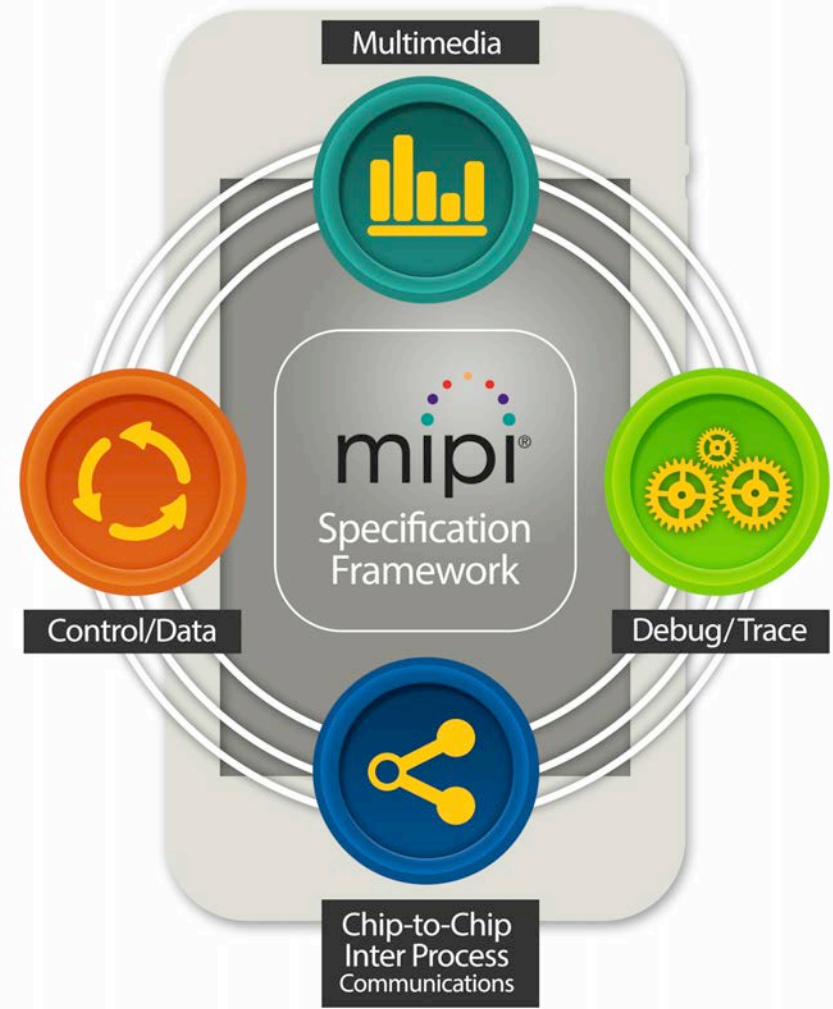 Multimedia
mipi®
Specification
Framework
Control/Data
Debug/Trace
Chip-to-Chip
Inter Process
Communications